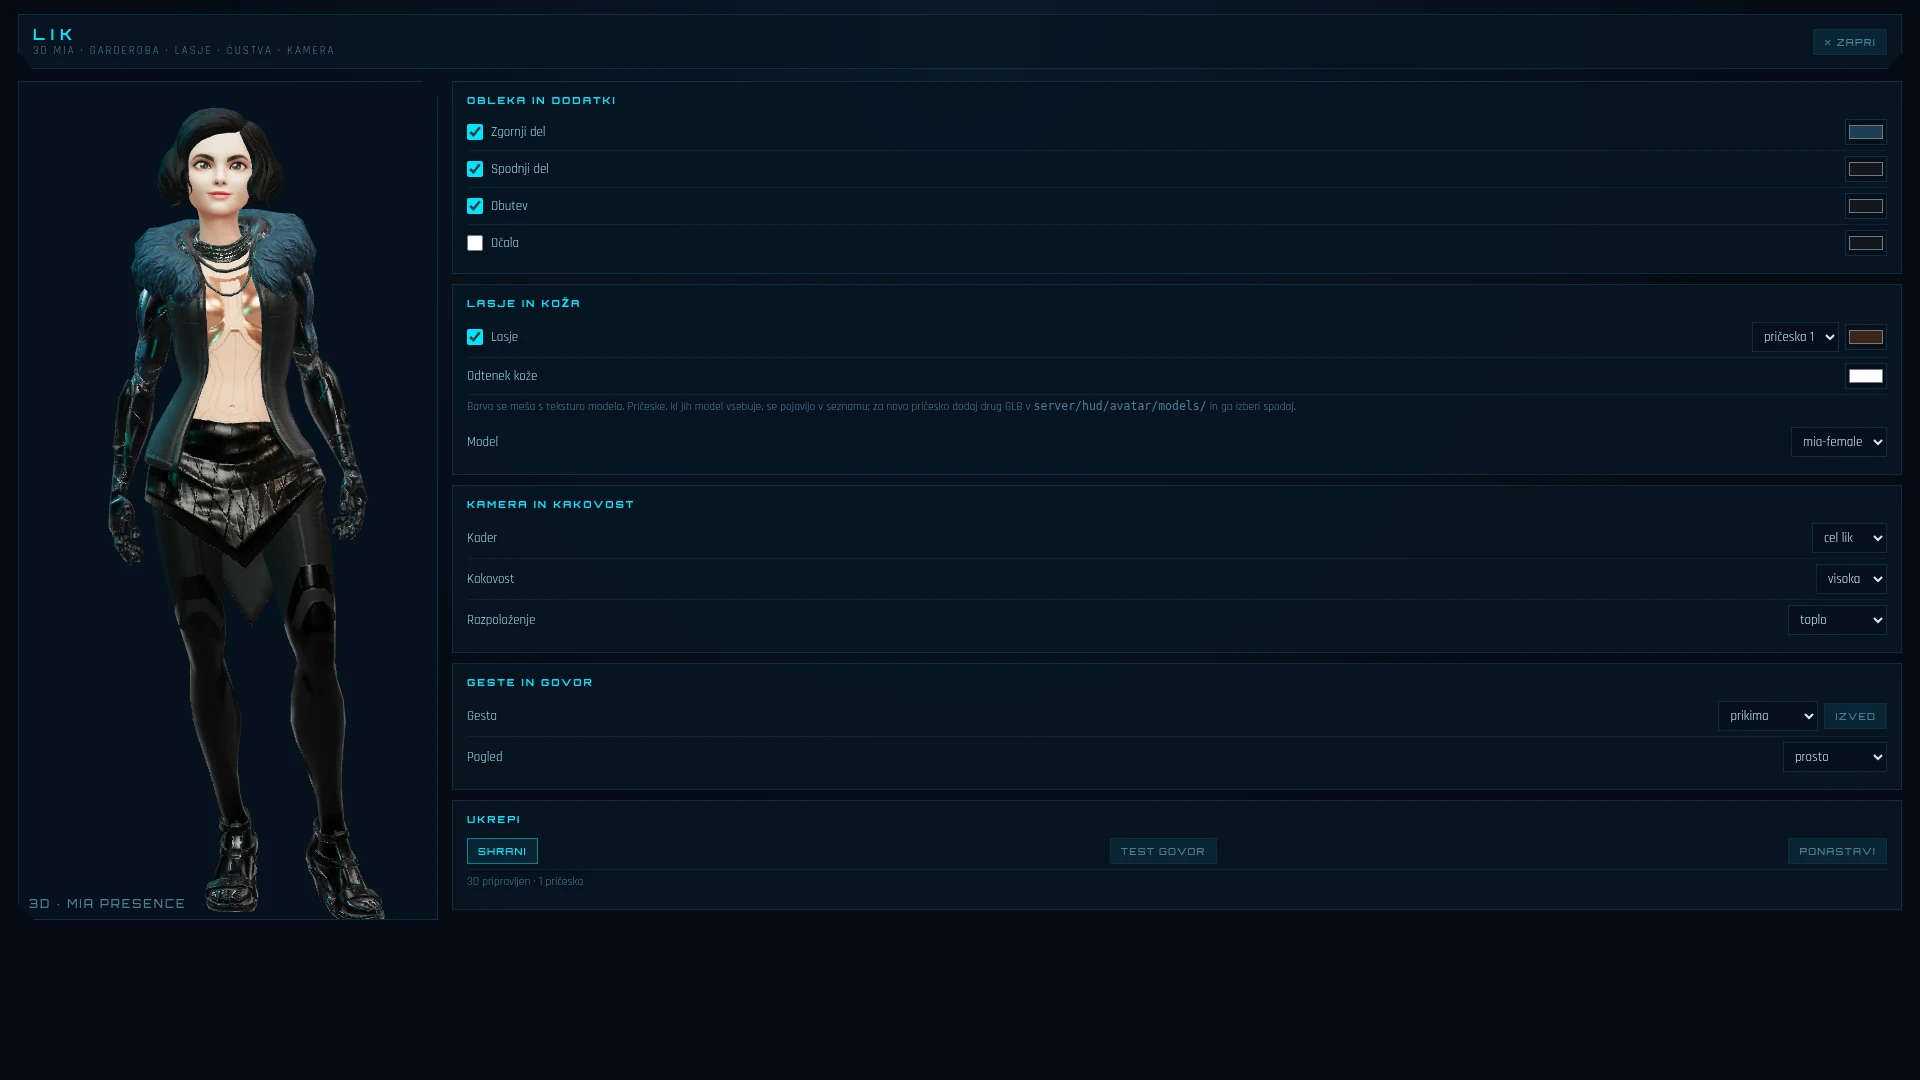 LIK
3D MIA · GARDEROBA · LASJE · ČUSTVA · KAMERA
× ZAPRI
3D · MIA PRESENCE
OBLEKA IN DODATKI
Zgornji del
Spodnji del
Obutev
Očala
LASJE IN KOŽA
Lasje
pričeska 1
Odtenek kože
Barva se meša s teksturo modela. Pričeske, ki jih model vsebuje, se pojavijo v seznamu; za novo pričesko dodaj drug GLB v server/hud/avatar/models/ in ga izberi spodaj.
Model
mia-female
KAMERA IN KAKOVOST
Kader
cel lik
Kakovost
visoka
Razpoloženje
toplo
GESTE IN GOVOR
Gesta
prikima
IZVED
Pogled
prosto
UKREPI
SHRANI
TEST GOVOR
PONASTAVI
3D pripravljen · 1 pričeska